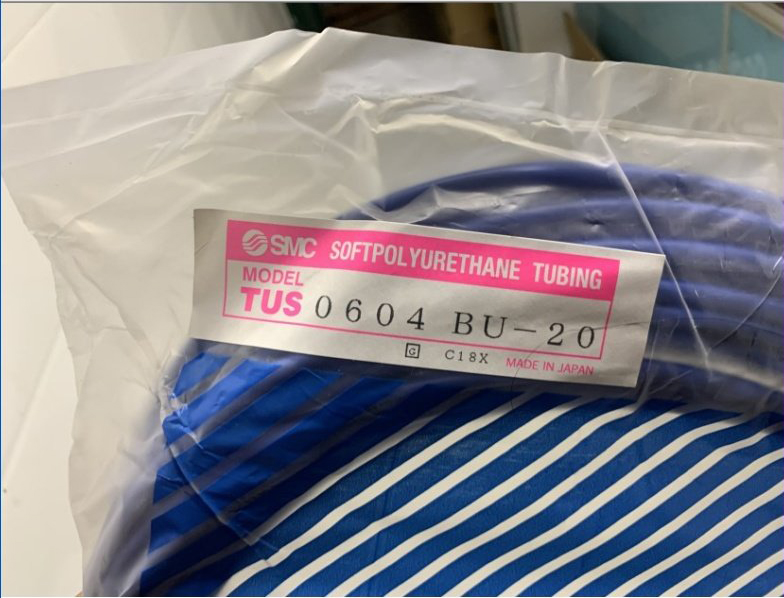 SMC SOFTPOLYURETHANE TUBING
MODEL
TUS 0604 BU-20
G C18X MADE IN JAPAN